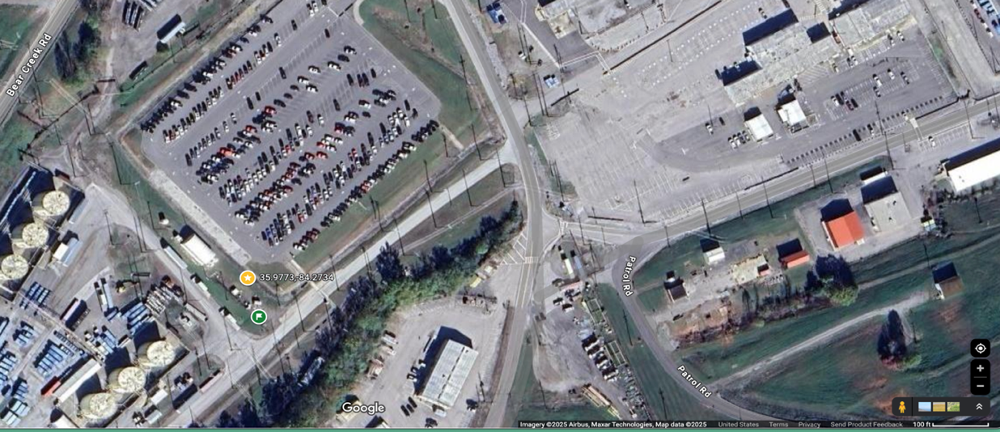 Bear Creek Rd
35.9773,-84.2734
Patrol Rd
Patrol Rd
Google
Imagery ©2025 Airbus, Maxar Technologies, Map data ©2025 United States Terms Privacy Send Product Feedback 100 ft